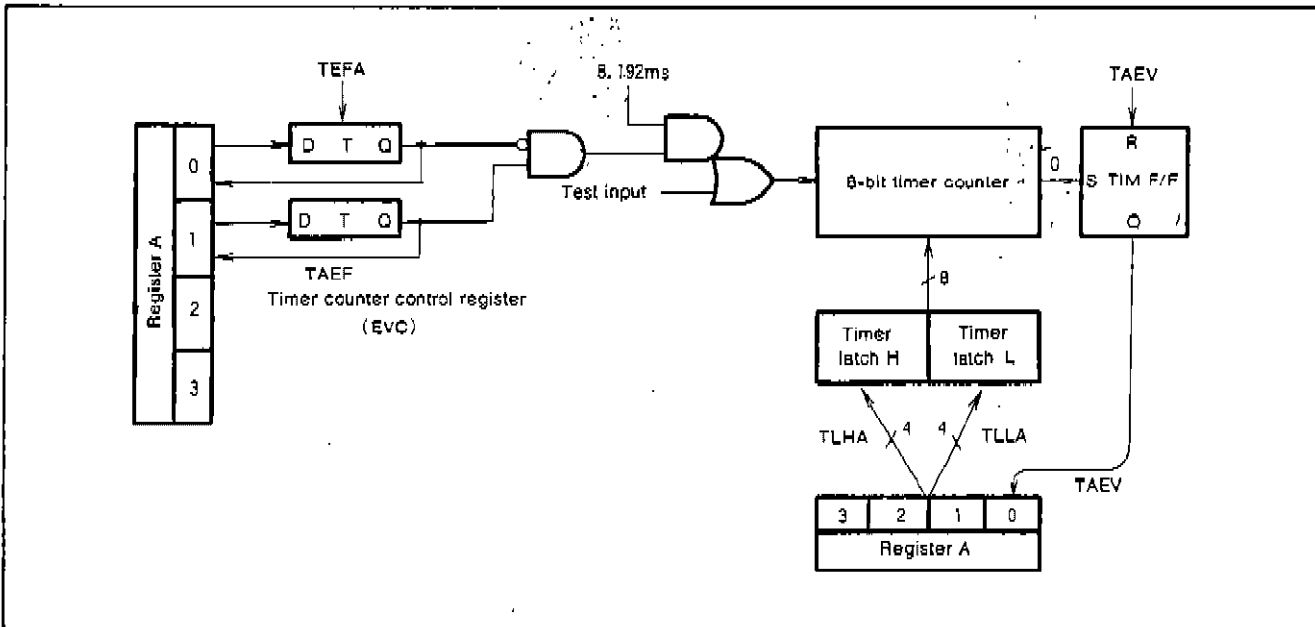 TEFA
8.192ms
TAEV
Register A
0
1
2
3
D T Q
D T Q
TAEF
Timer counter control register
(EVC)
Test input
8-bit timer counter
0
R
S TIM F/F
Q
8
Timer latch H
Timer latch L
TLHA
4
4
TLLA
TAEV
3 2 1 0
Register A